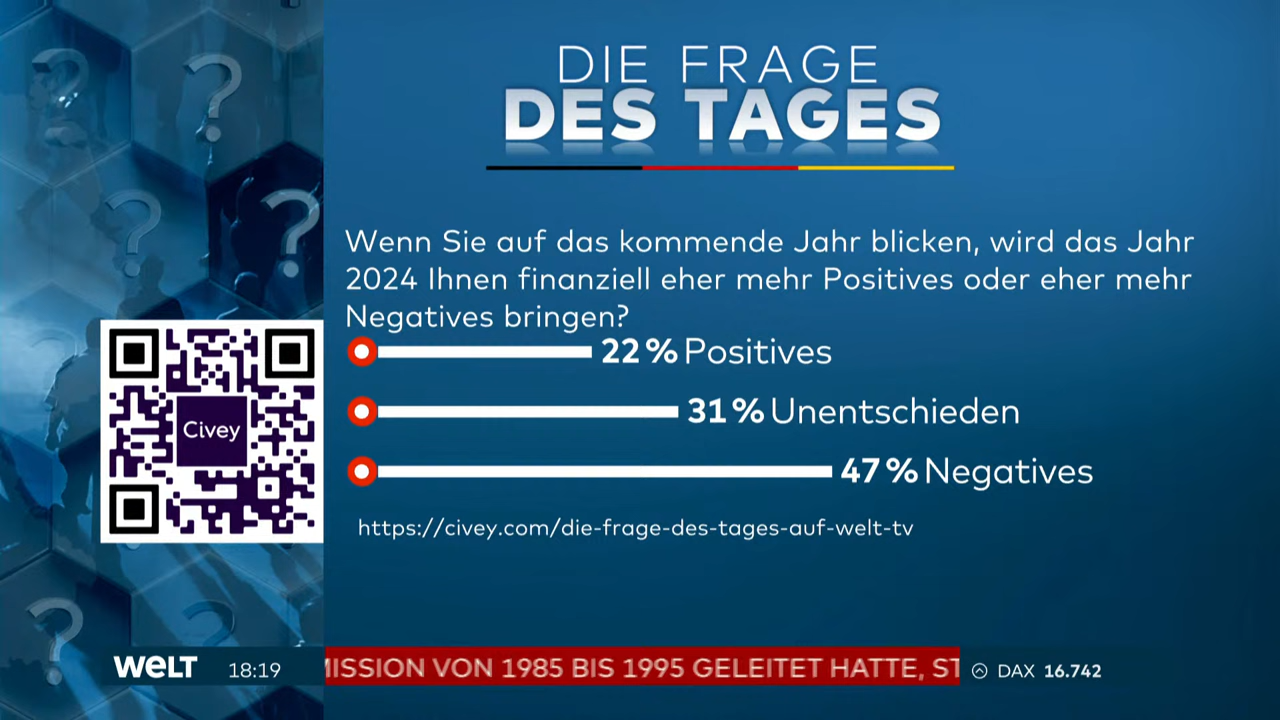 DIE FRAGE
DES TAGES
Wenn Sie auf das kommende Jahr blicken, wird das Jahr
2024 Ihnen finanziell eher mehr Positives oder eher mehr
Negatives bringen?
22 % Positives
31 % Unentschieden
47 % Negatives
Civey
https://civey.com/die-frage-des-tages-auf-welt-tv
WELT 18:19 MISSION VON 1985 BIS 1995 GELEITET HATTE, ST DAX 16.742